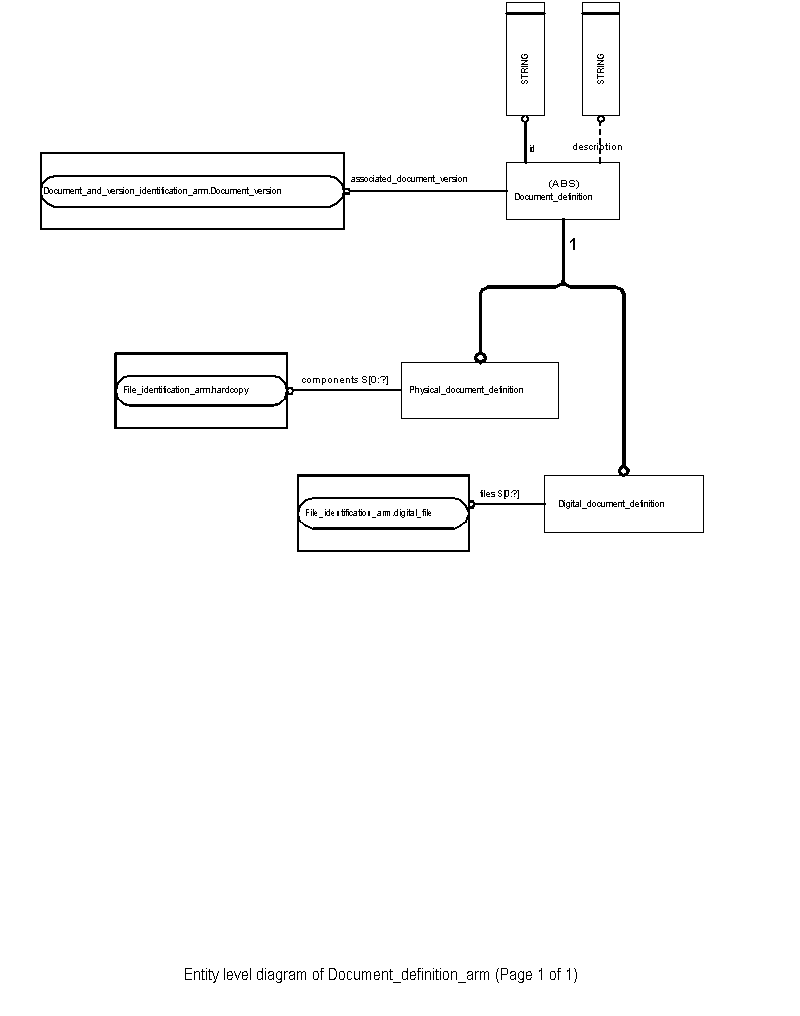 STRING
STRING
id
description
associated_document_version
(ABS)
Document_and_version_identification_arm.Document_version
Document_definition
1
components S[0:?]
File_identification_arm.hardcopy
Physical_document_definition
files S[0:?]
Digital_document_definition
File_identification_arm.digital_file
Entity level diagram of Document_definition_arm (Page 1 of 1)